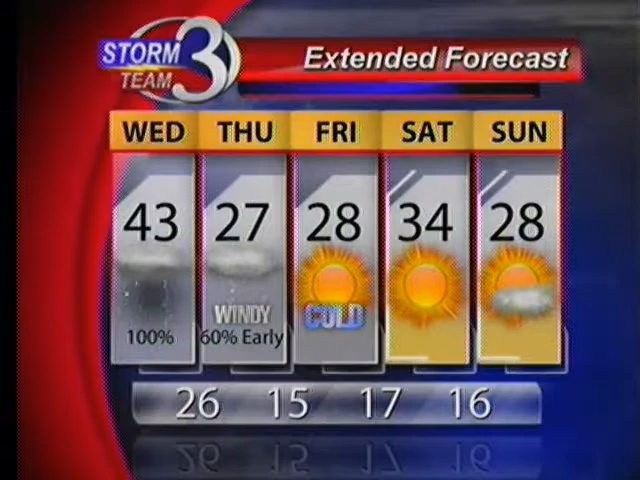 STORM
TEAM 3
Extended Forecast
WED THU FRI SAT SUN
43 27 28 34 28
WINDY COLD
100% 60% Early
26 15 17 16